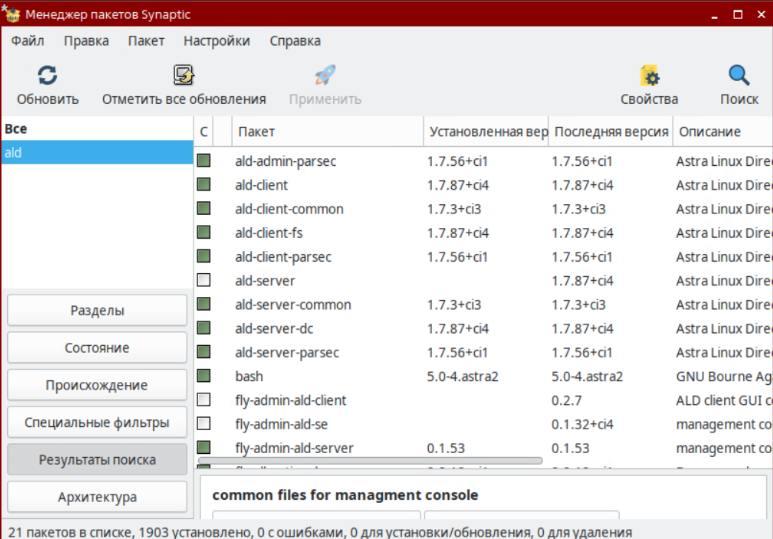 Менеджер пакетов Synaptic
Файл Правка Пакет Настройки Справка
Обновить Отметить все обновления Применить Свойства Поиск
Все
ald
С Пакет Установленная вер Последняя версия Описание
ald-admin-parsec 1.7.56+ci1 1.7.56+ci1 Astra Linux Dire
ald-client 1.7.87+ci4 1.7.87+ci4 Astra Linux Dire
ald-client-common 1.7.3+ci3 1.7.3+ci3 Astra Linux Dire
ald-client-fs 1.7.87+ci4 1.7.87+ci4 Astra Linux Dire
ald-client-parsec 1.7.56+ci1 1.7.56+ci1 Astra Linux Dire
ald-server 1.7.87+ci4 Astra Linux Dire
ald-server-common 1.7.3+ci3 1.7.3+ci3 Astra Linux Dire
ald-server-dc 1.7.87+ci4 1.7.87+ci4 Astra Linux Dire
ald-server-parsec 1.7.56+ci1 1.7.56+ci1 Astra Linux Dire
bash 5.0-4.astra2 5.0-4.astra2 GNU Bourne Ag
fly-admin-ald-client 0.2.7 ALD client GUI c
fly-admin-ald-se 0.1.32+ci4 management co
fly-admin-ald-server 0.1.53 0.1.53 management co
Разделы
Состояние
Происхождение
Специальные фильтры
Результаты поиска
Архитектура
common files for managment console
21 пакетов в списке, 1903 установлено, 0 с ошибками, 0 для установки/обновления, 0 для удаления